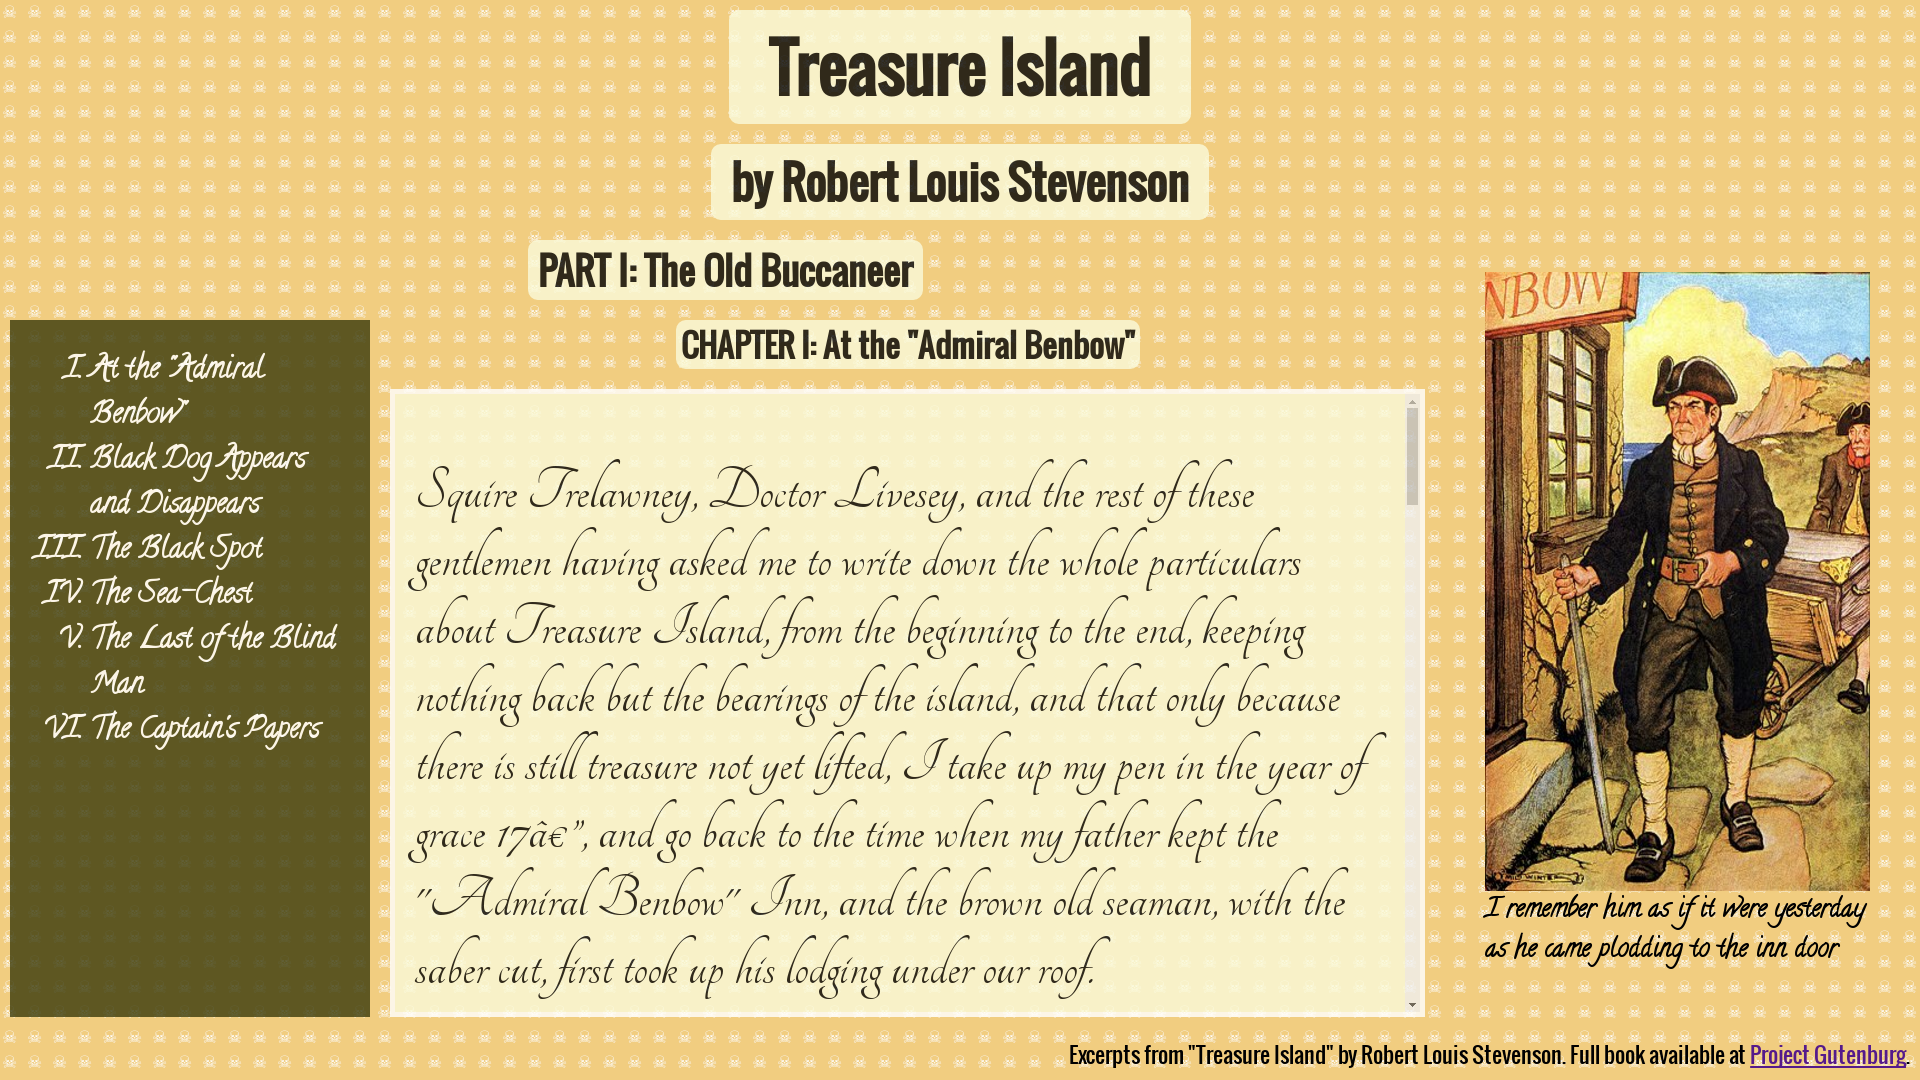 Treasure Island
by Robert Louis Stevenson
PART I: The Old Buccaneer
CHAPTER I: At the "Admiral Benbow"
I. At the "Admiral
Benbow"
II. Black Dog Appears
and Disappears
III. The Black Spot
IV. The Sea-Chest
V. The Last of the Blind
Man
VI. The Captain's Papers
Squire Trelawney, Doctor Livesey, and the rest of these
gentlemen having asked me to write down the whole particulars
about Treasure Island, from the beginning to the end, keeping
nothing back but the bearings of the island, and that only because
there is still treasure not yet lifted, I take up my pen in the year of
grace 17â€”, and go back to the time when my father kept the
"Admiral Benbow" Inn, and the brown old seaman, with the
saber cut, first took up his lodging under our roof.
NBOW
I remember him as if it were yesterday
as he came plodding to the inn door
Excerpts from "Treasure Island" by Robert Louis Stevenson. Full book available at Project Gutenburg.